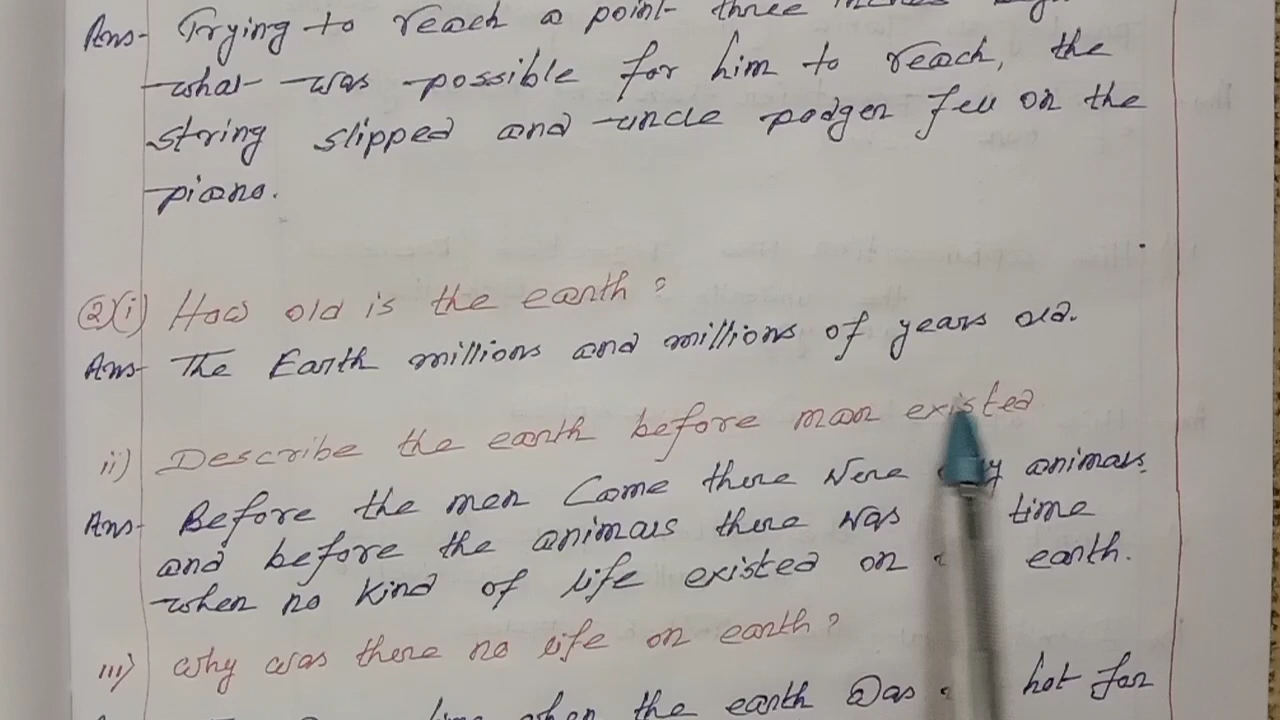 Ans- Trying to reach a point three inches
what was possible for him to reach, the
string slipped and uncle podger fell on the
piano.
2(i) How old is the earth?
Ans- The Earth millions and millions of years old.
ii) Describe the earth before man existed
Ans- Before the men Came there were animals
and before the animals there was time
when no kind of life existed on earth.
iii) Why was there no life on earth?
time when the earth was hot for